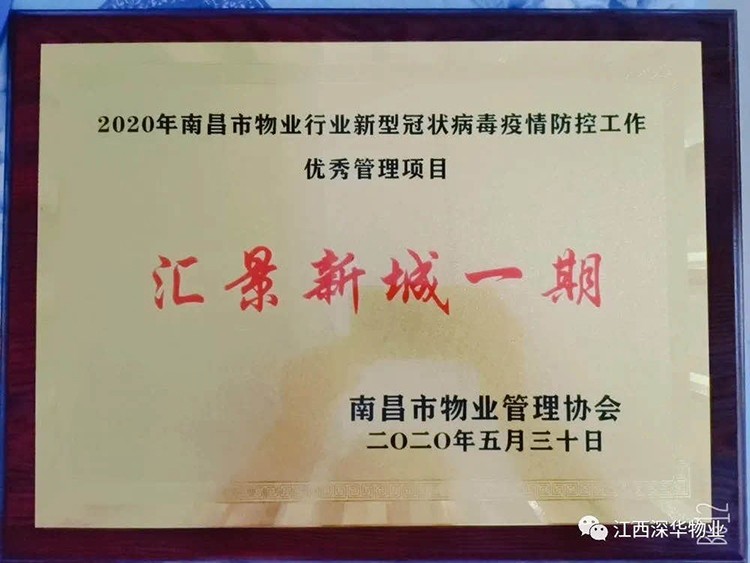 2020年南昌市物业行业新型冠状病毒疫情防控工作
优秀管理项目
汇景新城一期
南昌市物业管理协会
二〇二〇年五月三十日
江西深华物业